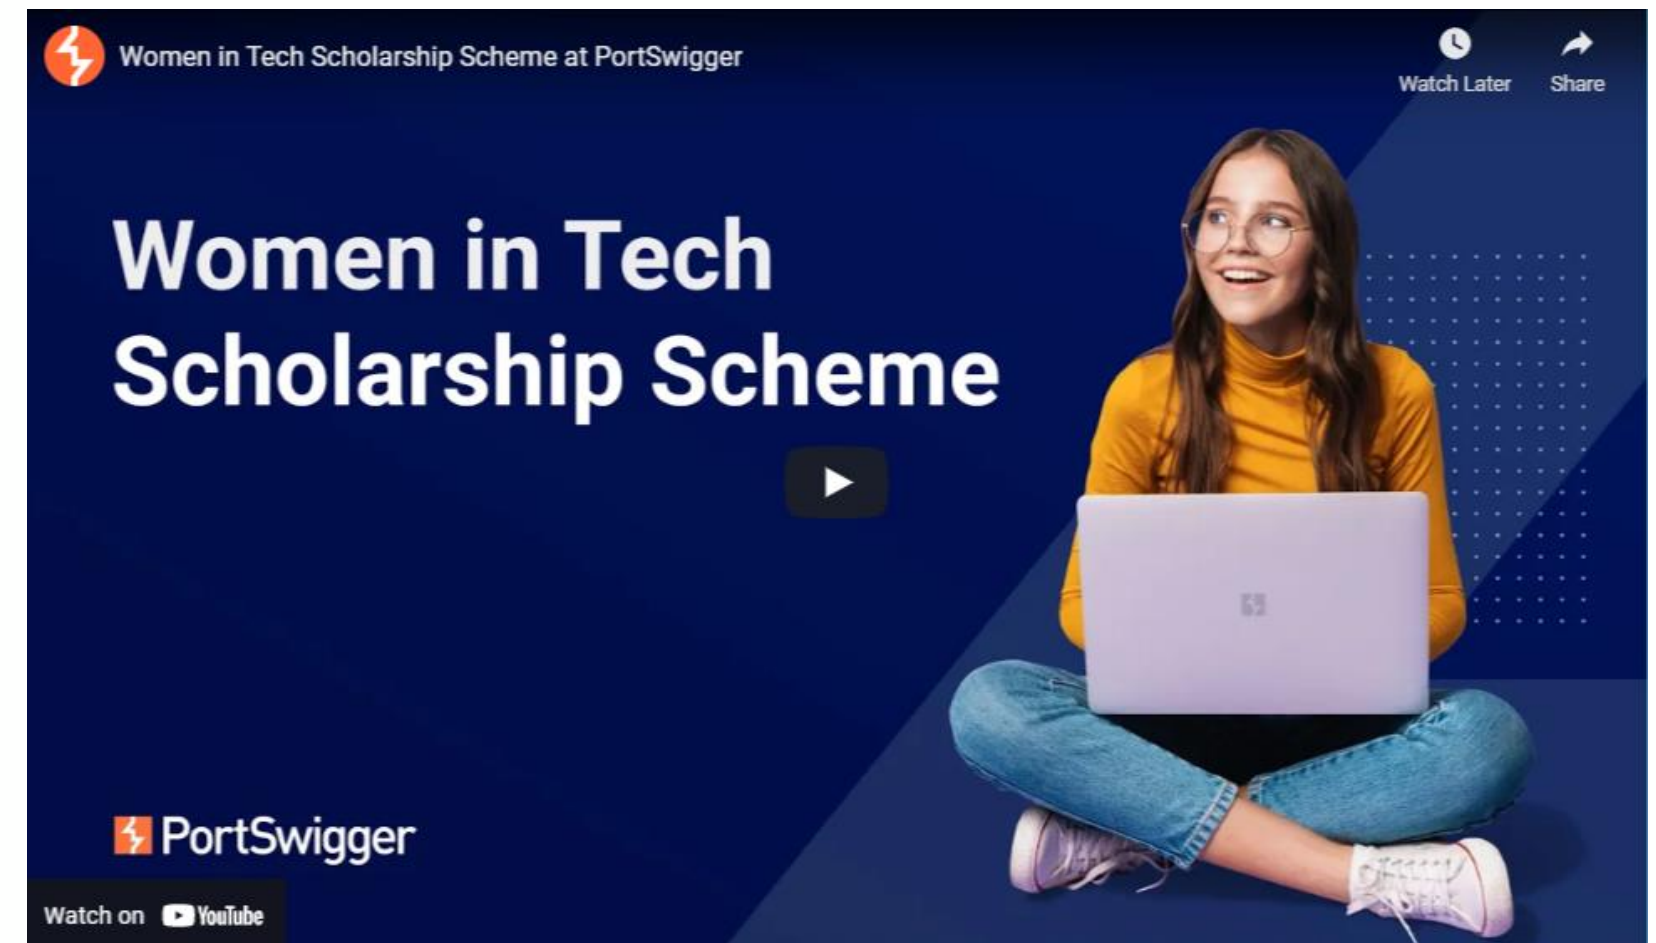 Women in Tech Scholarship Scheme at PortSwigger
Watch Later
Share
Women in Tech
Scholarship Scheme
PortSwigger
Watch on YouTube